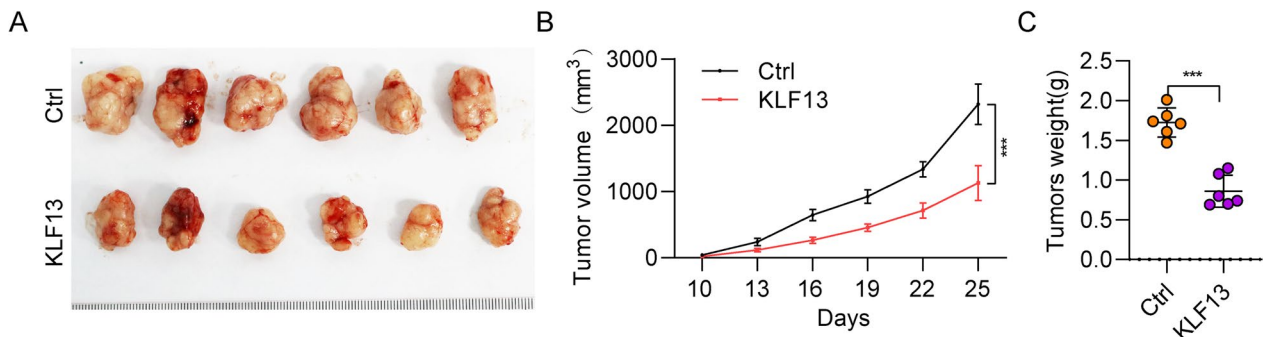 A
Ctrl
KLF13
B
Tumor volume (mm³)
3000
2000
1000
0
Ctrl
KLF13
***
10 13 16 19 22 25
Days
C
Tumors weight(g)
2.5
2.0
1.5
1.0
0.5
0.0
***
Ctrl
KLF13